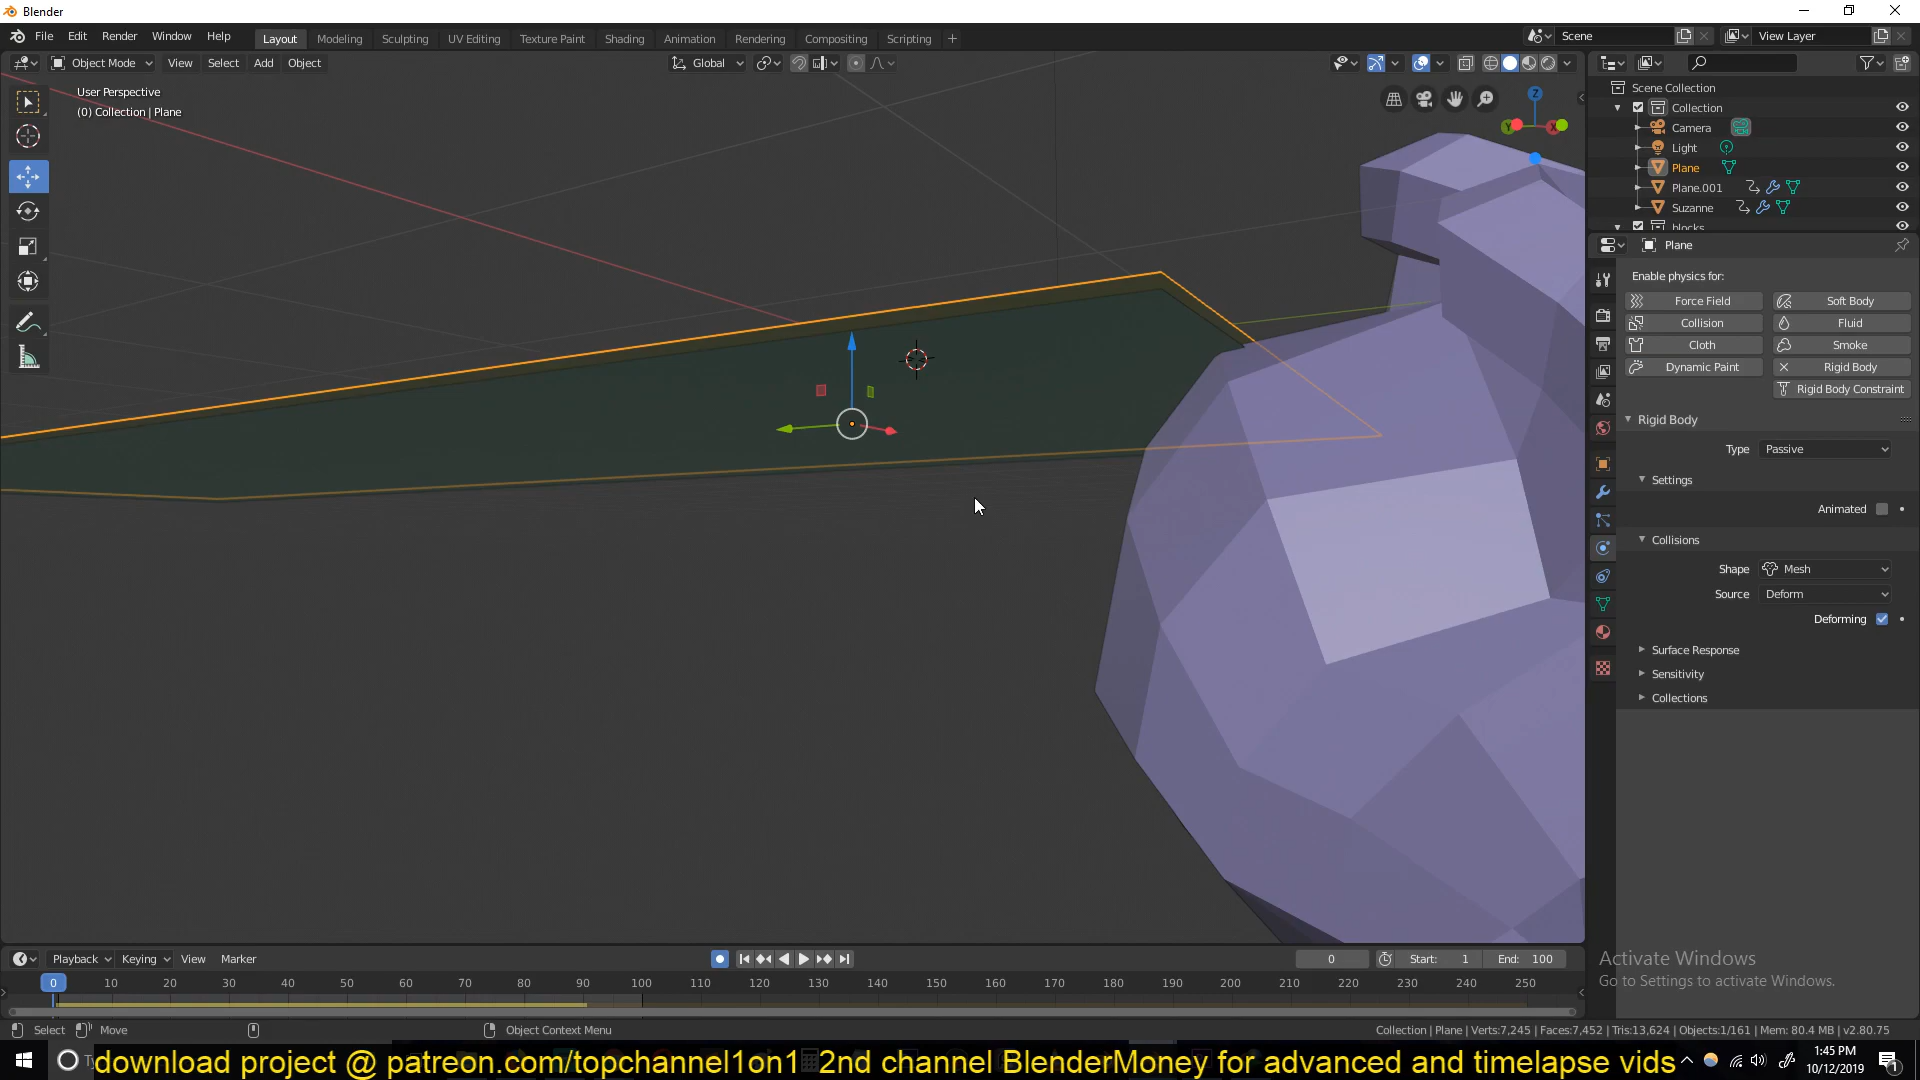 Blender
File Edit Render Window Help
Layout Modeling Sculpting UV Editing Texture Paint Shading Animation Rendering Compositing Scripting +
Scene
View Layer
Object Mode View Select Add Object
Global
User Perspective
(0) Collection | Plane
Z
Y
X
Scene Collection
Collection
Camera
Light
Plane
Plane.001
Suzanne
blocks
Plane
Enable physics for:
Force Field Soft Body
Collision Fluid
Cloth Smoke
Dynamic Paint Rigid Body
Rigid Body Constraint
Rigid Body
Type Passive
Settings
Animated
Collisions
Shape Mesh
Source Deform
Deforming
Surface Response
Sensitivity
Collections
Activate Windows
Go to Settings to activate Windows.
Playback Keying View Marker
0 Start: 1 End: 100
0 10 20 30 40 50 60 70 80 90 100 110 120 130 140 150 160 170 180 190 200 210 220 230 240 250
Select Move Object Context Menu
Collection | Plane | Verts:7,245 | Faces:7,452 | Tris:13,624 | Objects:1/161 | Mem: 80.4 MB | v2.80.75
download project @ patreon.com/topchannel1on1 2nd channel BlenderMoney for advanced and timelapse vids
1:45 PM
10/12/2019
1